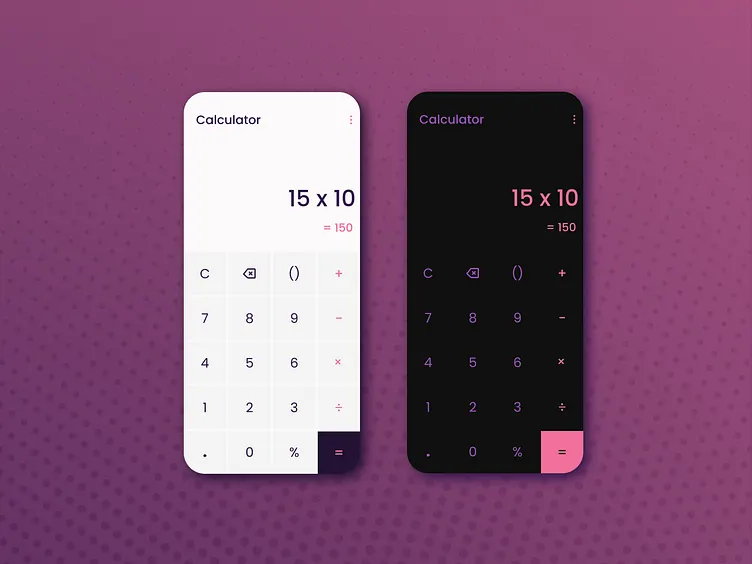 Calculator
15 x 10
= 150
C ( ) +
7 8 9 -
4 5 6 ×
1 2 3 ÷
. 0 % =
Calculator
15 x 10
= 150
C ( ) +
7 8 9 -
4 5 6 ×
1 2 3 ÷
. 0 % =